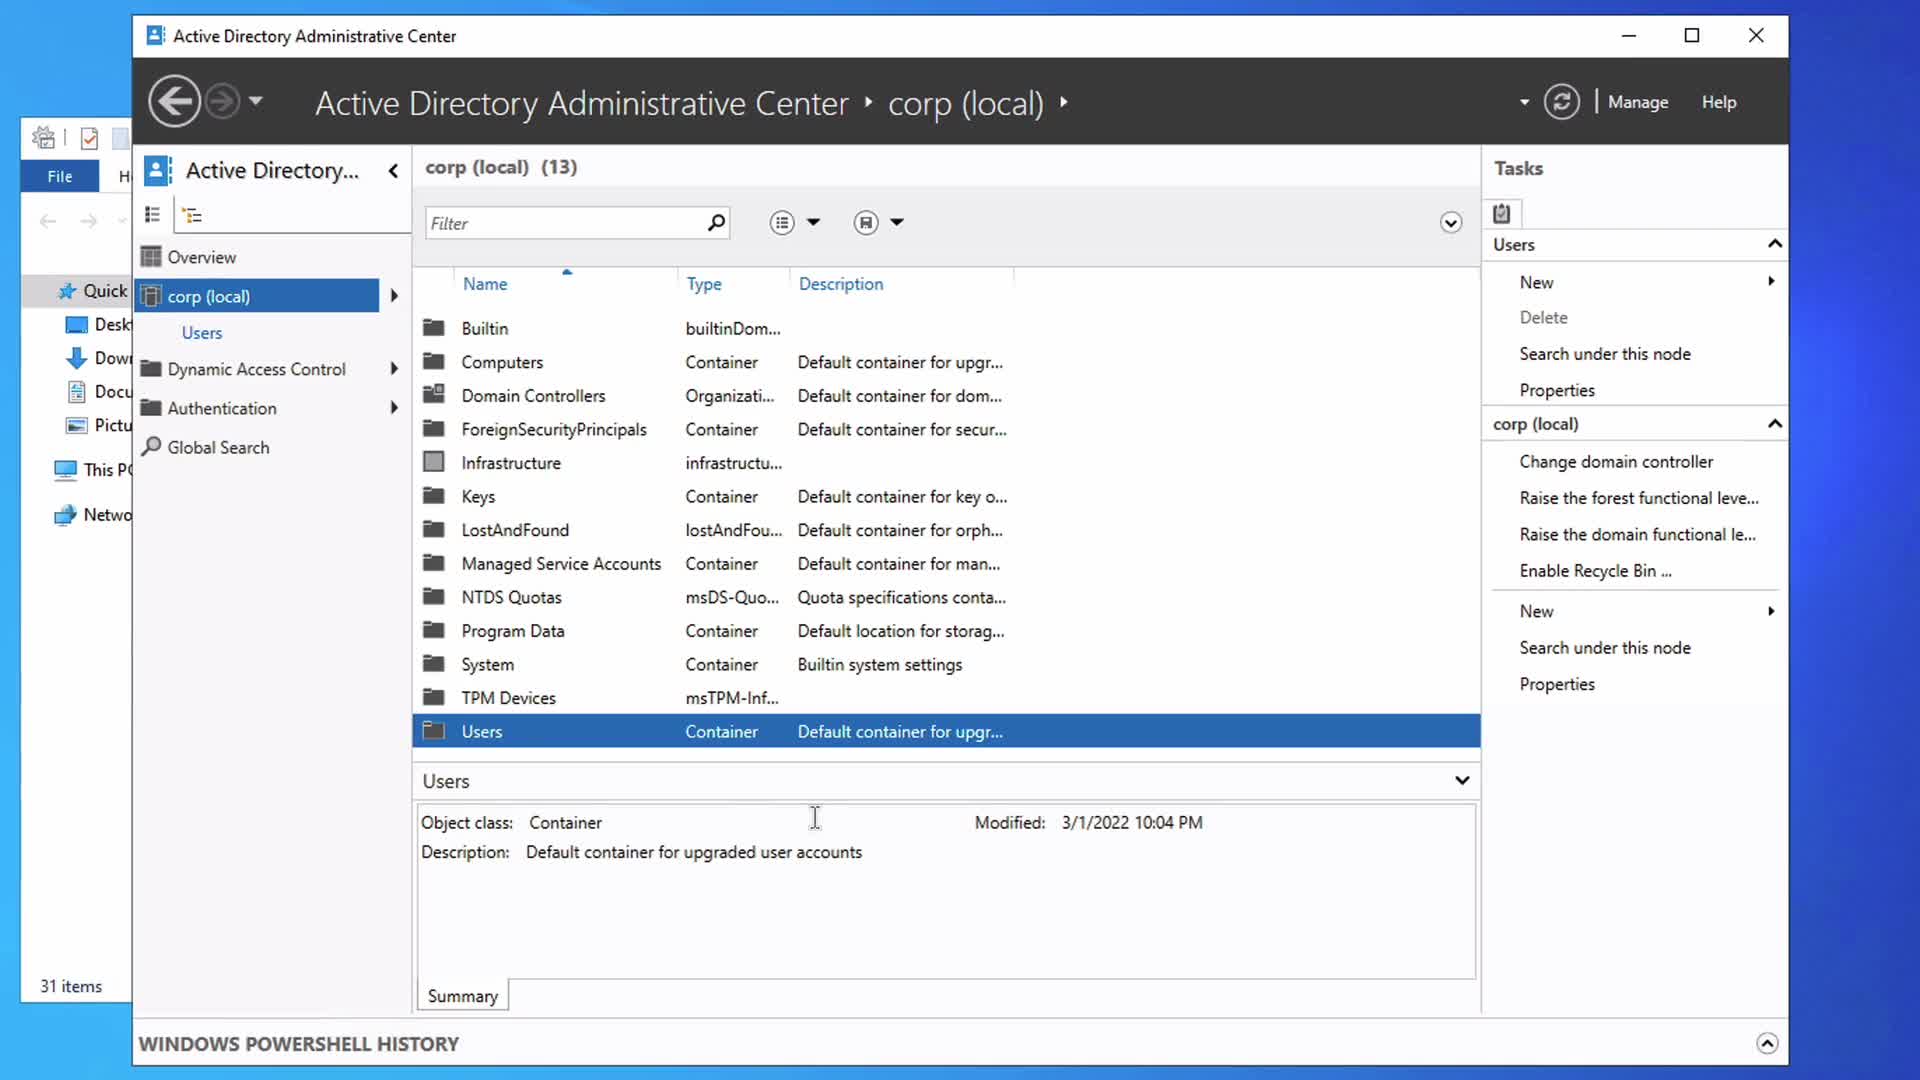 Active Directory Administrative Center
Active Directory Administrative Center corp (local)
Manage Help
File
Quick
Desk
Down
Docu
Pictu
This PC
Netwo
31 items
Active Directory...
Overview
corp (local)
Users
Dynamic Access Control
Authentication
Global Search
corp (local) (13)
Filter
Name Type Description
Builtin builtinDom...
Computers Container Default container for upgr...
Domain Controllers Organizati... Default container for dom...
ForeignSecurityPrincipals Container Default container for secur...
Infrastructure infrastructu...
Keys Container Default container for key o...
LostAndFound lostAndFou... Default container for orph...
Managed Service Accounts Container Default container for man...
NTDS Quotas msDS-Quo... Quota specifications conta...
Program Data Container Default location for storag...
System Container Builtin system settings
TPM Devices msTPM-Inf...
Users Container Default container for upgr...
Users
Object class: Container Modified: 3/1/2022 10:04 PM
Description: Default container for upgraded user accounts
Summary
Tasks
Users
New
Delete
Search under this node
Properties
corp (local)
Change domain controller
Raise the forest functional leve...
Raise the domain functional le...
Enable Recycle Bin ...
New
Search under this node
Properties
WINDOWS POWERSHELL HISTORY